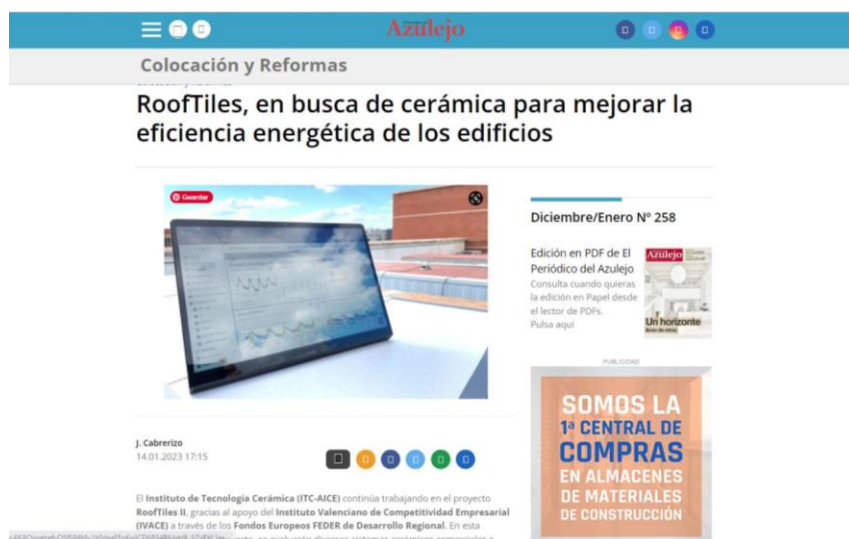 Azulejo
Colocación y Reformas
RoofTiles, en busca de cerámica para mejorar la
eficiencia energética de los edificios
Guardar
Diciembre/Enero Nº 258
Edición en PDF de El
Periódico del Azulejo
Consulta cuando quieras
la edición en Papel desde
el lector de PDFs.
Pulsa aquí
Azulejo
Un horizonte
PUBLICIDAD
SOMOS LA
1ª CENTRAL DE
COMPRAS
EN ALMACENES
DE MATERIALES
DE CONSTRUCCIÓN
J. Cabrerizo
14.01.2023 17:15
El Instituto de Tecnología Cerámica (ITC-AICE) continúa trabajando en el proyecto
RoofTiles II, gracias al apoyo del Instituto Valenciano de Competitividad Empresarial
(IVACE) a través de los Fondos Europeos FEDER de Desarrollo Regional. En esta